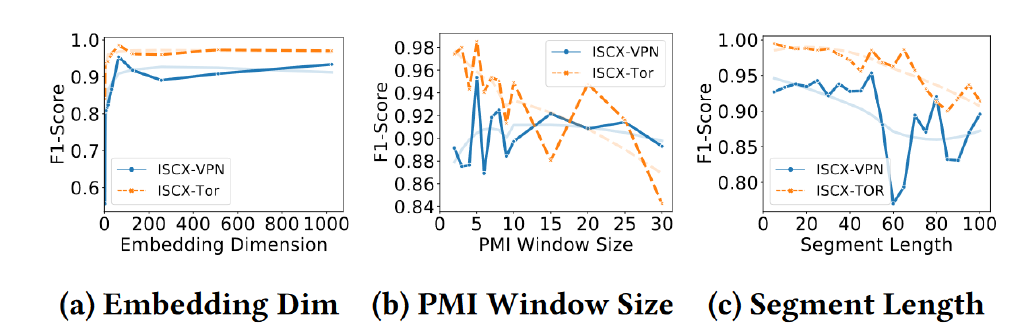 F1-Score
1.0
0.9
0.8
0.7
0.6
ISCX-VPN
ISCX-Tor
0 200 400 600 800 1000
Embedding Dimension
(a) Embedding Dim
F1-Score
0.98
0.96
0.94
0.92
0.90
0.88
0.86
0.84
ISCX-VPN
ISCX-Tor
0 5 10 15 20 25 30
PMI Window Size
(b) PMI Window Size
F1-Score
1.00
0.95
0.90
0.85
0.80
ISCX-VPN
ISCX-TOR
0 20 40 60 80 100
Segment Length
(c) Segment Length